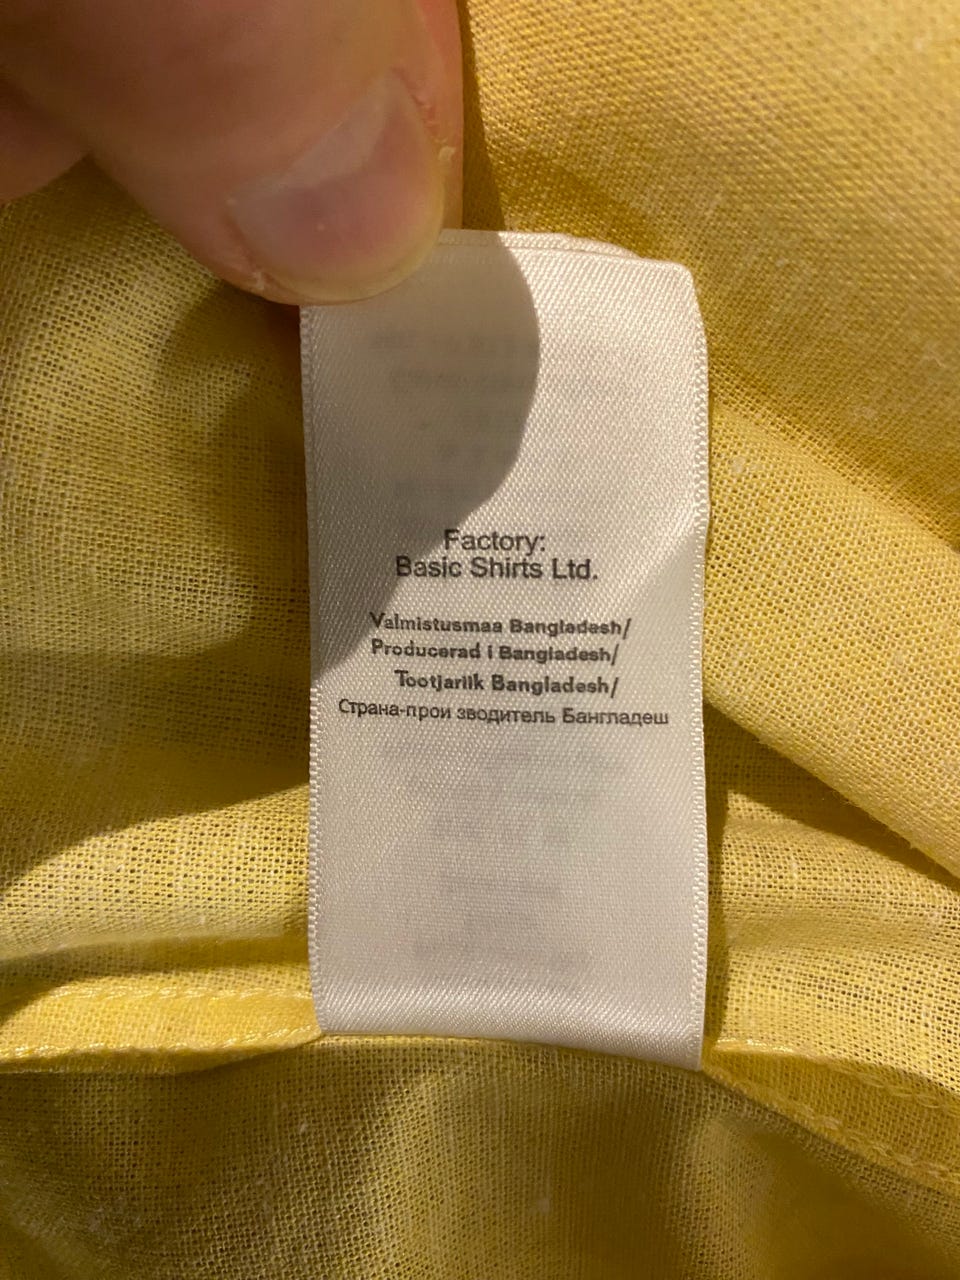 Factory:
Basic Shirts Ltd.
Valmistusmaa Bangladesh/
Producerad i Bangladesh/
Tootjariik Bangladesh/
Страна-прои зводитель Бангладеш